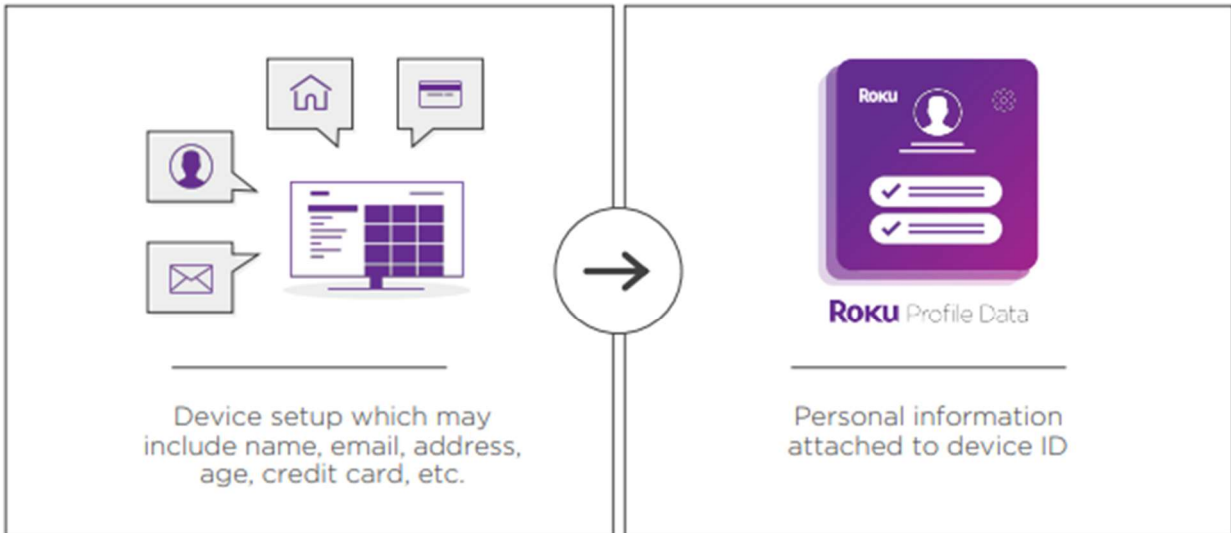 Device setup which may
include name, email, address,
age, credit card, etc.
ROKU
ROKU Profile Data
Personal information
attached to device ID